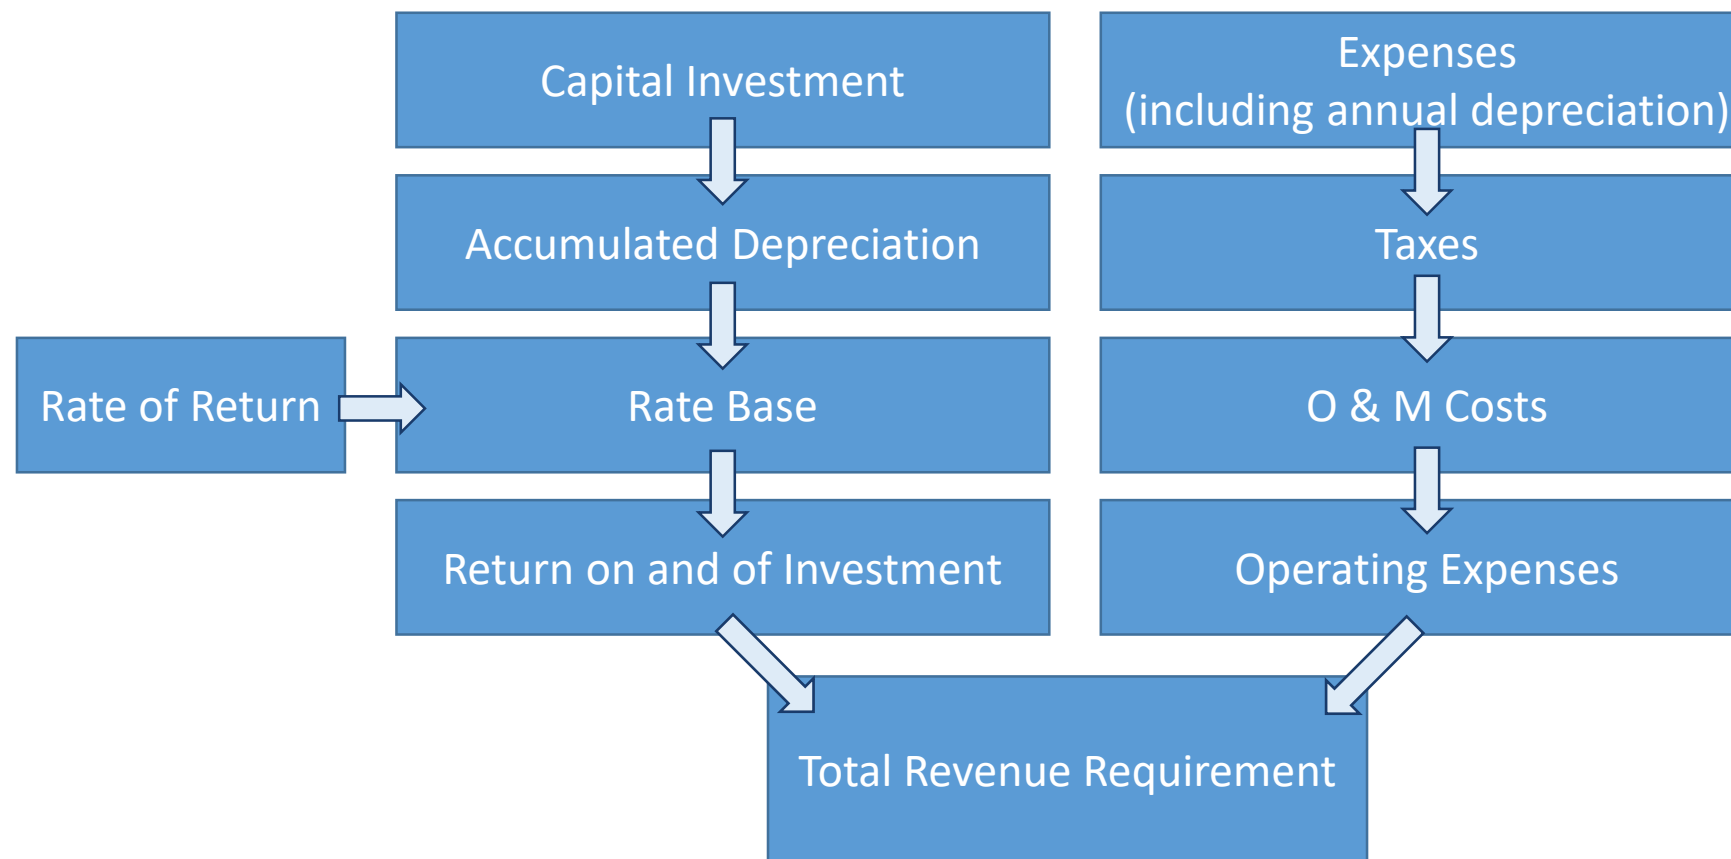 Capital Investment
Expenses
(including annual depreciation)
Accumulated Depreciation
Taxes
Rate of Return
Rate Base
O & M Costs
Return on and of Investment
Operating Expenses
Total Revenue Requirement